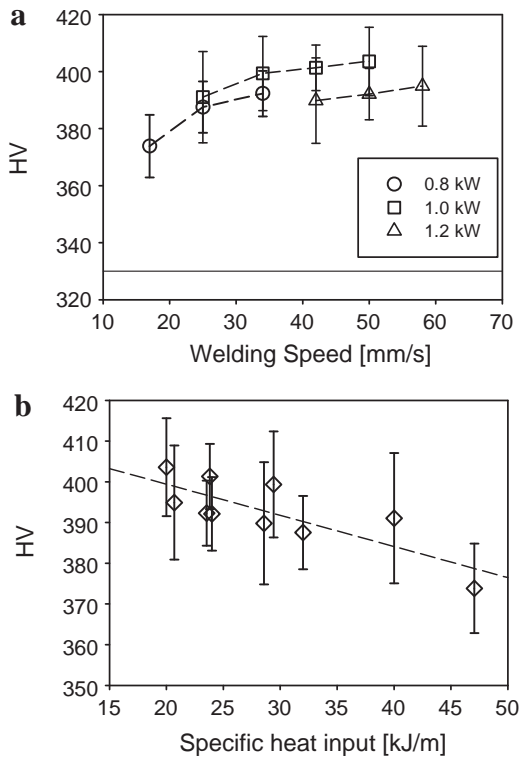 a
420
400
380
360
340
320
HV
0.8 kW
1.0 kW
1.2 kW
10 20 30 40 50 60 70
Welding Speed [mm/s]
b
420
410
400
390
380
370
360
350
HV
15 20 25 30 35 40 45 50
Specific heat input [kJ/m]